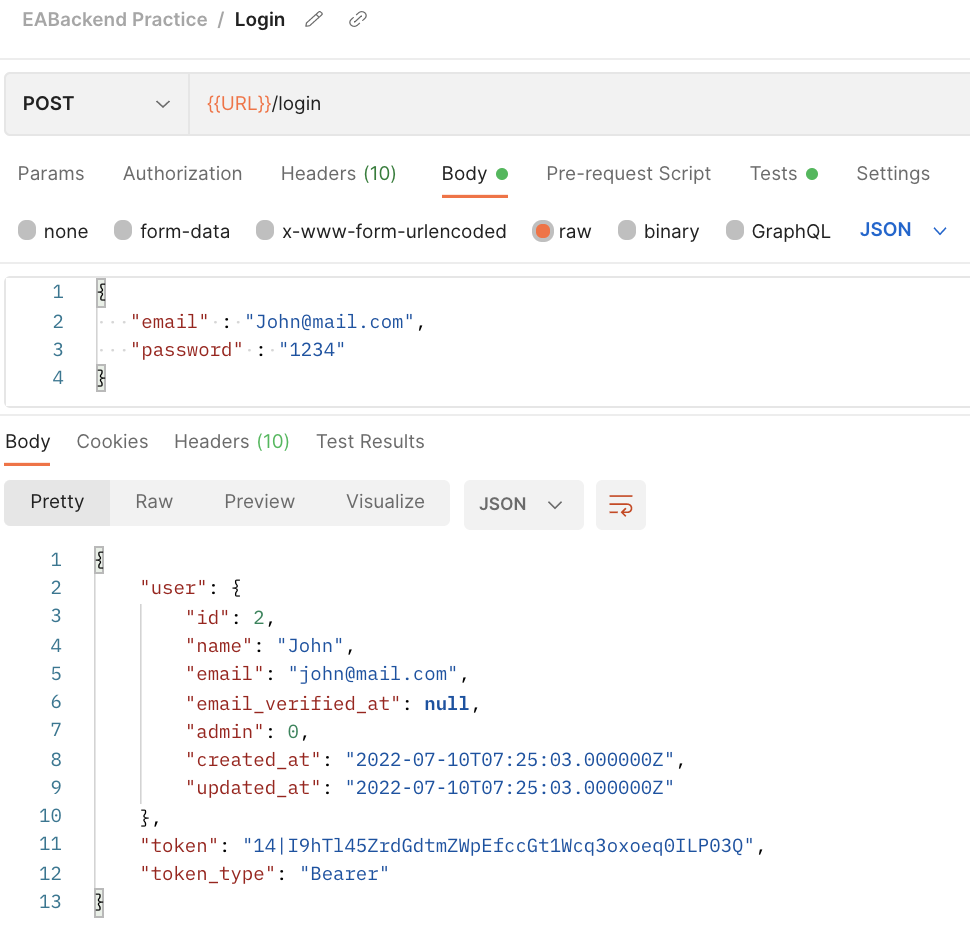 EABackend Practice / Login
POST {{URL}}/login
Params Authorization Headers (10) Body Pre-request Script Tests Settings
none form-data x-www-form-urlencoded raw binary GraphQL JSON
1 {
2 "email" : "John@mail.com",
3 "password" : "1234"
4 }
Body Cookies Headers (10) Test Results
Pretty Raw Preview Visualize JSON
1 {
2 "user": {
3 "id": 2,
4 "name": "John",
5 "email": "john@mail.com",
6 "email_verified_at": null,
7 "admin": 0,
8 "created_at": "2022-07-10T07:25:03.000000Z",
9 "updated_at": "2022-07-10T07:25:03.000000Z"
10 },
11 "token": "14|I9hTl45ZrdGdtmZWpEfccGt1Wcq3oxoeq0ILP03Q",
12 "token_type": "Bearer"
13 }